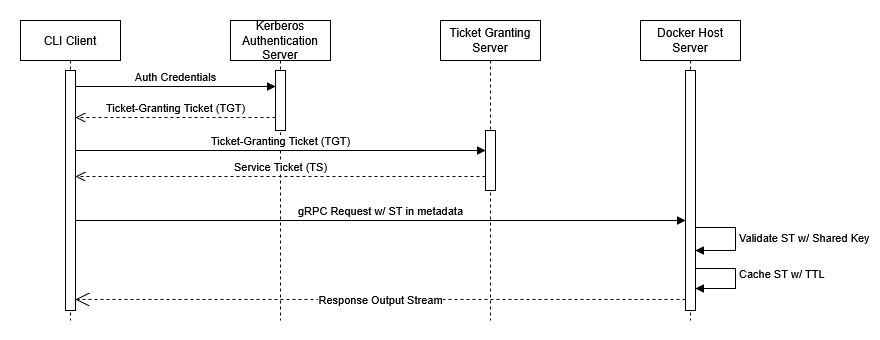 CLI Client
Kerberos
Authentication
Server
Ticket Granting
Server
Docker Host
Server
Auth Credentials
Ticket-Granting Ticket (TGT)
Ticket-Granting Ticket (TGT)
Service Ticket (TS)
gRPC Request w/ ST in metadata
Validate ST w/ Shared Key
Cache ST w/ TTL
Response Output Stream